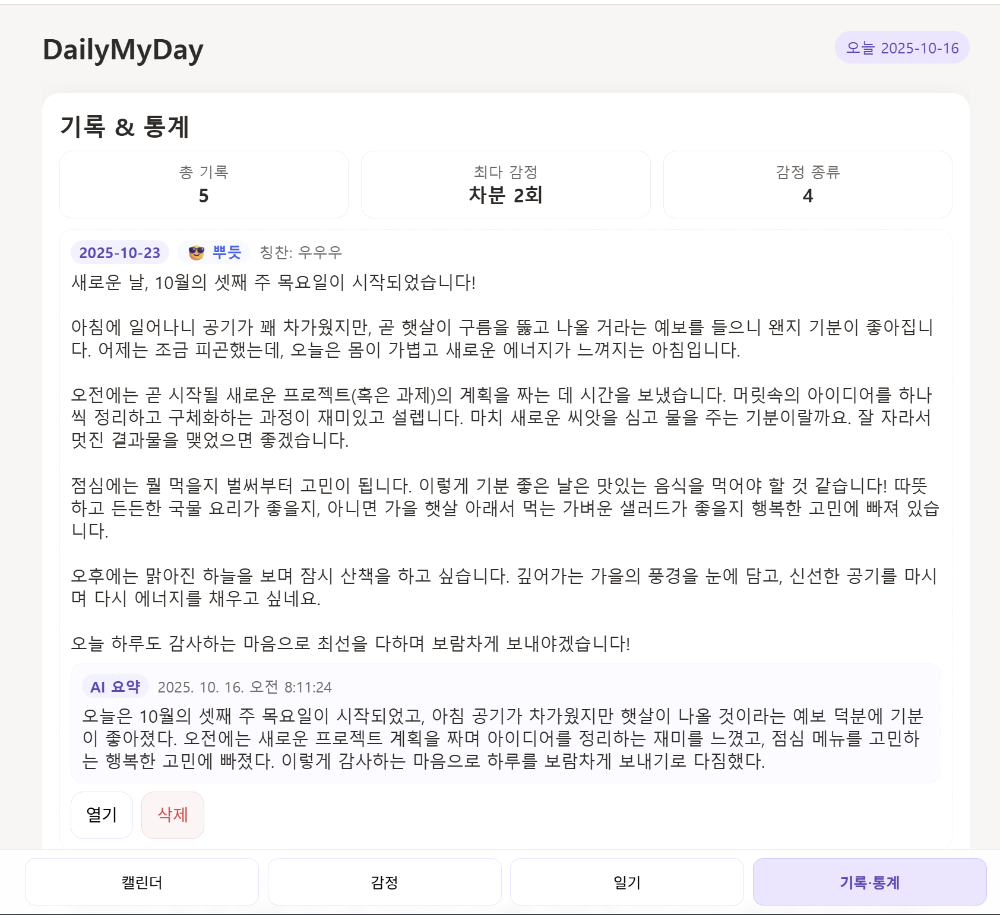 DailyMyDay
오늘 2025-10-16
기록 & 통계
총 기록
5
최다 감정
차분 2회
감정 종류
4
2025-10-23 뿌듯 칭찬: 우우우
새로운 날, 10월의 셋째 주 목요일이 시작되었습니다!
아침에 일어나니 공기가 꽤 차가웠지만, 곧 햇살이 구름을 뚫고 나올 거라는 예보를 들으니 왠지 기분이 좋아집니
다. 어제는 조금 피곤했는데, 오늘은 몸이 가볍고 새로운 에너지가 느껴지는 아침입니다.
오전에는 곧 시작될 새로운 프로젝트(혹은 과제)의 계획을 짜는 데 시간을 보냈습니다. 머릿속의 아이디어를 하나
씩 정리하고 구체화하는 과정이 재미있고 설렙니다. 마치 새로운 씨앗을 심고 물을 주는 기분이랄까요. 잘 자라서
멋진 결과물을 맺었으면 좋겠습니다.
점심에는 뭘 먹을지 벌써부터 고민이 됩니다. 이렇게 기분 좋은 날은 맛있는 음식을 먹어야 할 것 같습니다! 따뜻
하고 든든한 국물 요리가 좋을지, 아니면 가을 햇살 아래서 먹는 가벼운 샐러드가 좋을지 행복한 고민에 빠져 있습
니다.
오후에는 맑아진 하늘을 보며 잠시 산책을 하고 싶습니다. 깊어가는 가을의 풍경을 눈에 담고, 신선한 공기를 마시
며 다시 에너지를 채우고 싶네요.
오늘 하루도 감사하는 마음으로 최선을 다하며 보람차게 보내야겠습니다!
AI 요약 2025. 10. 16. 오전 8:11:24
오늘은 10월의 셋째 주 목요일이 시작되었고, 아침 공기가 차가웠지만 햇살이 나올 것이라는 예보 덕분에 기분
이 좋아졌다. 오전에는 새로운 프로젝트 계획을 짜며 아이디어를 정리하는 재미를 느꼈고, 점심 메뉴를 고민하
는 행복한 고민에 빠졌다. 이렇게 감사하는 마음으로 하루를 보람차게 보내기로 다짐했다.
열기
삭제
캘린더
감정
일기
기록·통계